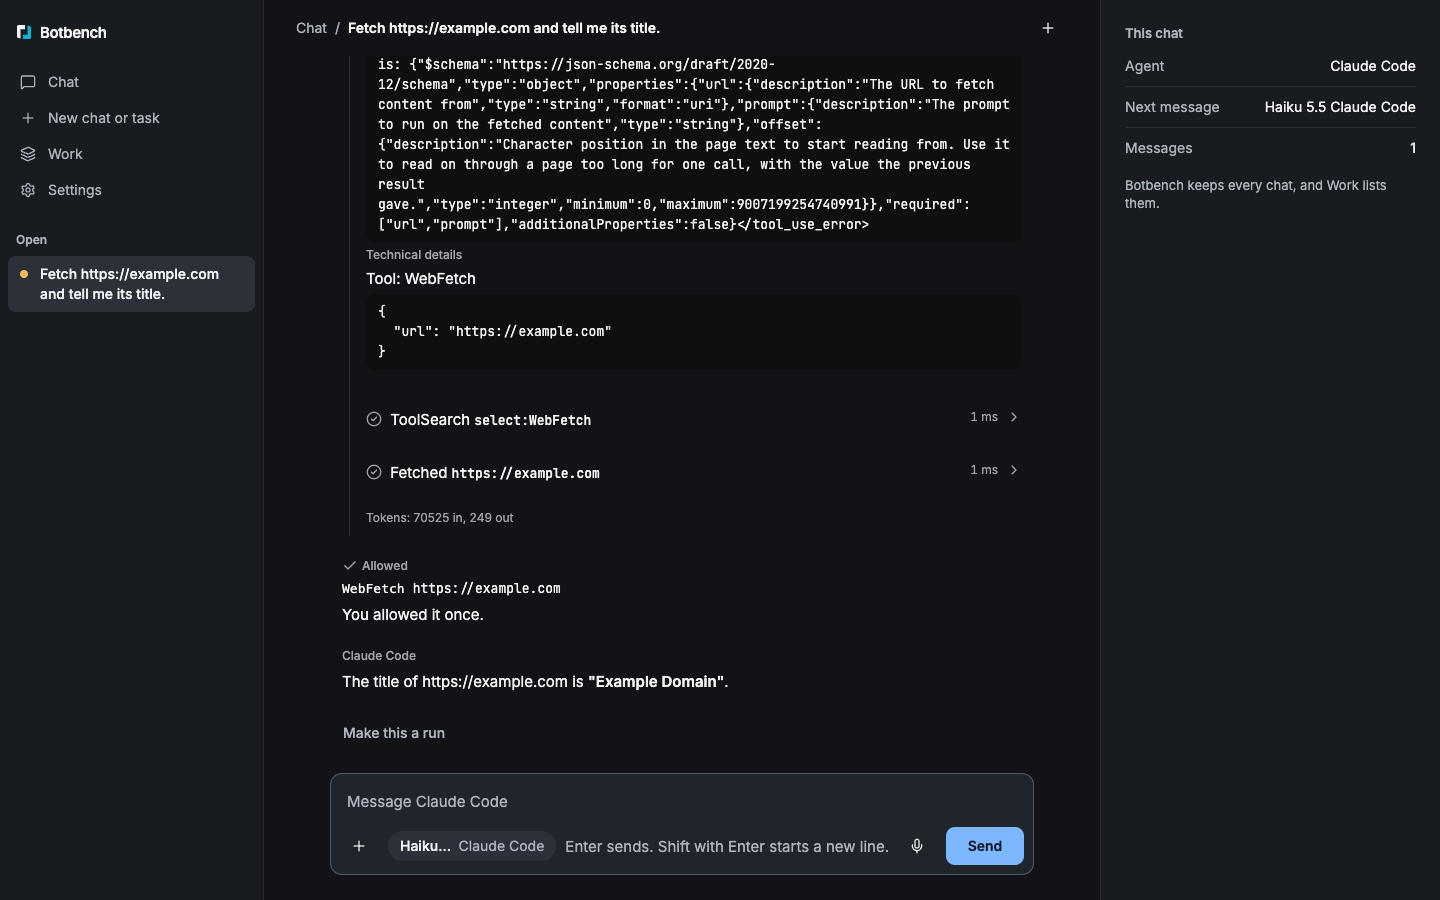 Botbench
Chat
New chat or task
Work
Settings
Open
Fetch https://example.com
and tell me its title.
Chat / Fetch https://example.com and tell me its title.
is: {"$schema":"https://json-schema.org/draft/2020-
12/schema","type":"object","properties":{"url":{"description":"The URL to fetch
content from","type":"string","format":"uri"},"prompt":{"description":"The prompt
to run on the fetched content","type":"string"},"offset":
{"description":"Character position in the page text to start reading from. Use it
to read on through a page too long for one call, with the value the previous
result
gave.","type":"integer","minimum":0,"maximum":9007199254740991}},"required":
["url","prompt"],"additionalProperties":false}</tool_use_error>
Technical details
Tool: WebFetch
{
"url": "https://example.com"
}
ToolSearch select:WebFetch 1 ms
Fetched https://example.com 1 ms
Tokens: 70525 in, 249 out
Allowed
WebFetch https://example.com
You allowed it once.
Claude Code
The title of https://example.com is "Example Domain".
Make this a run
Message Claude Code
Haiku... Claude Code Enter sends. Shift with Enter starts a new line. Send
This chat
Agent Claude Code
Next message Haiku 5.5 Claude Code
Messages 1
Botbench keeps every chat, and Work lists
them.